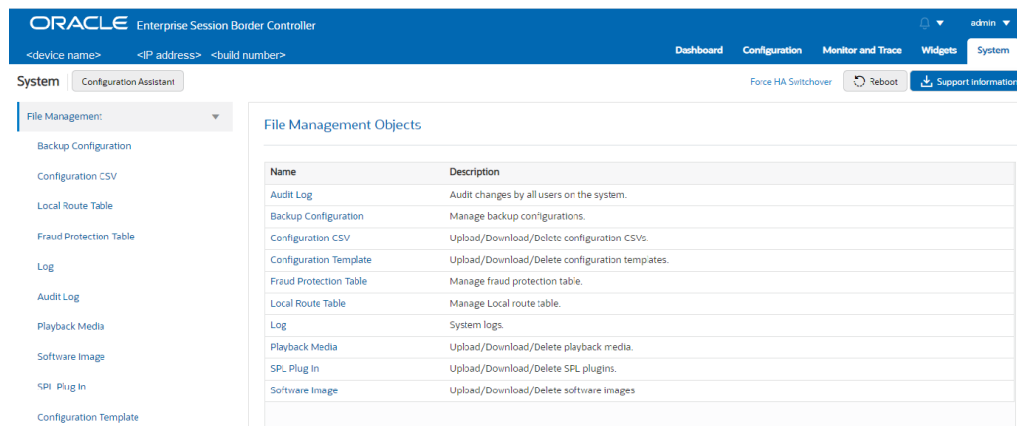 ORACLE Enterprise Session Border Controller
admin
<device name> <IP address> <build number>
Dashboard Configuration Monitor and Trace Widgets System
System Configuration Assistant
Force HA Switchover Reboot Support information
File Management
Backup Configuration
Configuration CSV
Local Route Table
Fraud Protection Table
Log
Audit Log
Playback Media
Software Image
SPL Plug In
Configuration Template
File Management Objects
Name Description
Audit Log Audit changes by all users on the system.
Backup Configuration Manage backup configurations.
Configuration CSV Upload/Download/Delete configuration CSVs.
Configuration Template Upload/Download/Delete configuration templates.
Fraud Protection Table Manage fraud protection table.
Local Route Table Manage Local route table.
Log System logs.
Playback Media Upload/Download/Delete playback media.
SPL Plug In Upload/Download/Delete SPL plugins.
Software Image Upload/Download/Delete software images